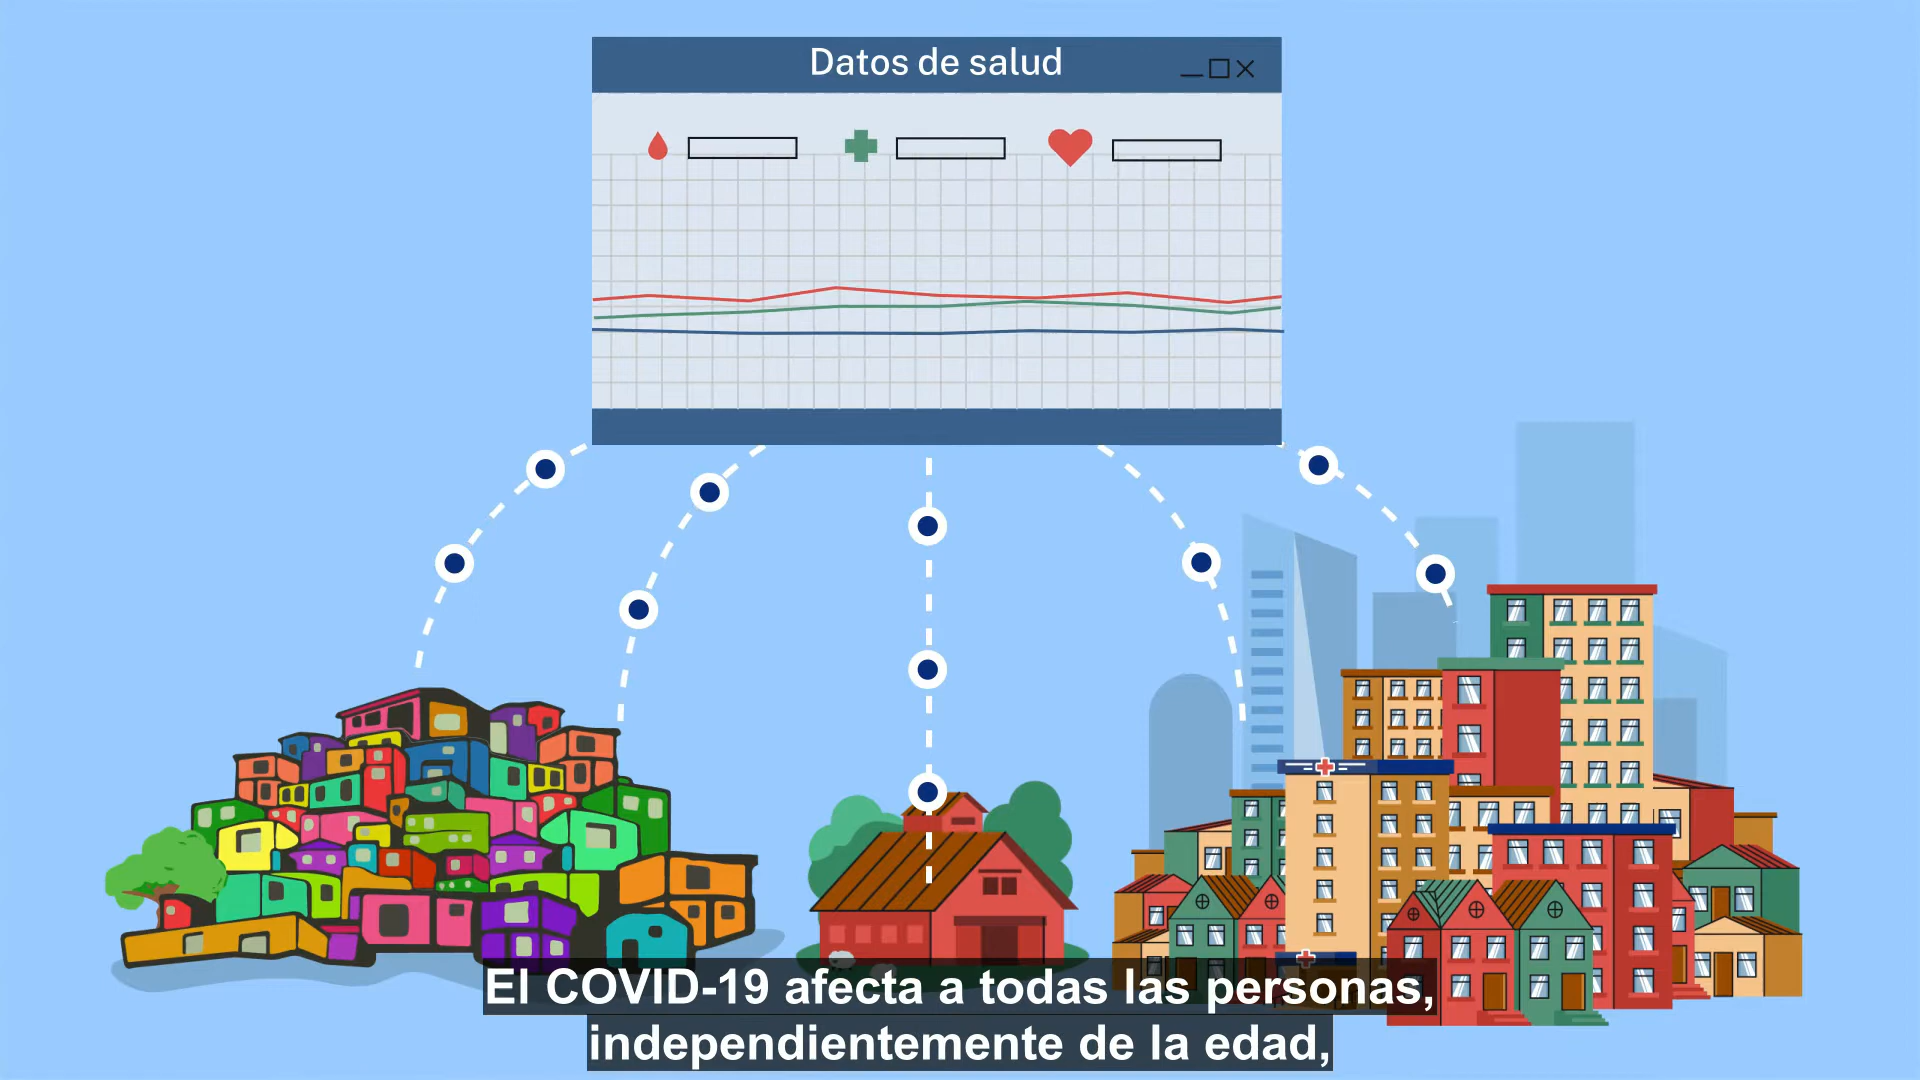 Datos de salud
El COVID-19 afecta a todas las personas,
independientemente de la edad,